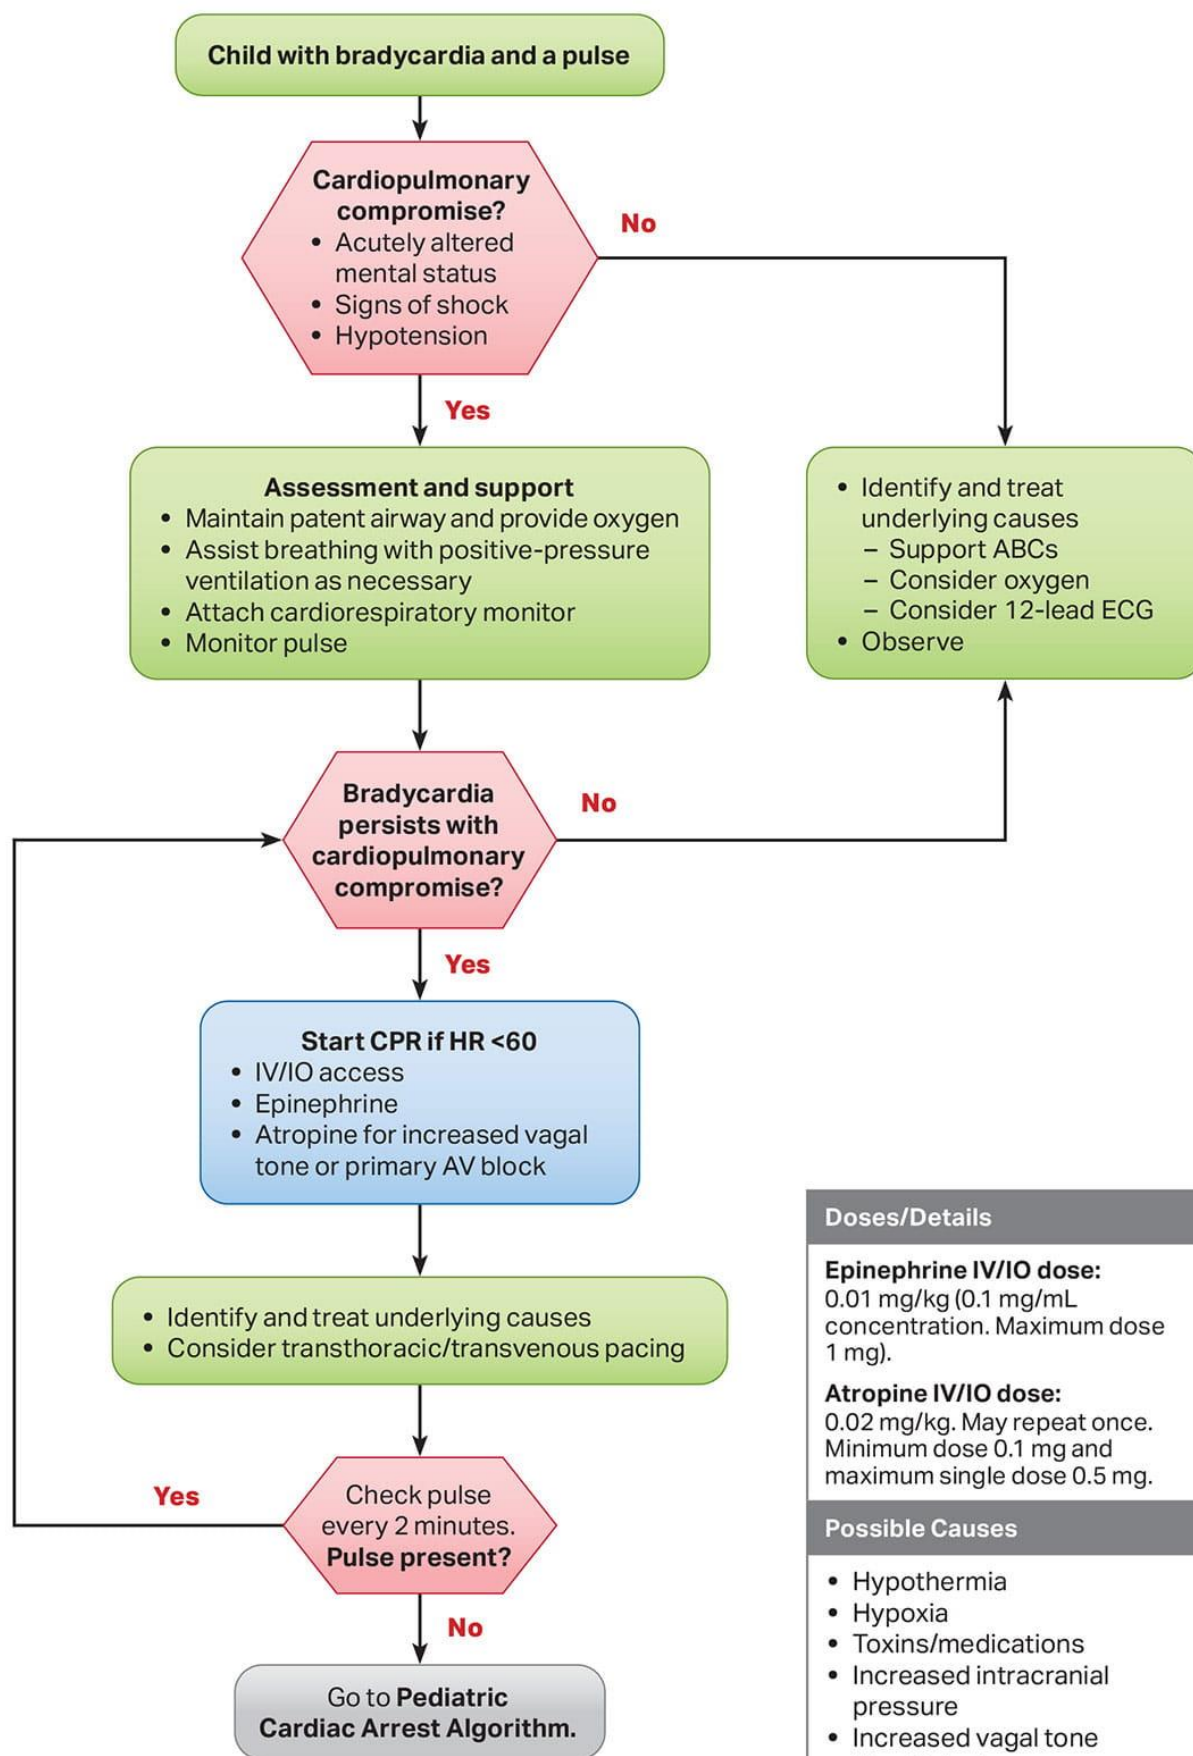 Child with bradycardia and a pulse
Cardiopulmonary
compromise?
• Acutely altered
mental status
• Signs of shock
• Hypotension
No
Yes
Assessment and support
• Maintain patent airway and provide oxygen
• Assist breathing with positive-pressure
ventilation as necessary
• Attach cardiorespiratory monitor
• Monitor pulse
• Identify and treat
underlying causes
– Support ABCs
– Consider oxygen
– Consider 12-lead ECG
• Observe
Bradycardia
persists with
cardiopulmonary
compromise?
No
Yes
Start CPR if HR <60
• IV/IO access
• Epinephrine
• Atropine for increased vagal
tone or primary AV block
• Identify and treat underlying causes
• Consider transthoracic/transvenous pacing
Check pulse
every 2 minutes.
Pulse present?
Yes
No
Go to Pediatric
Cardiac Arrest Algorithm.
Doses/Details
Epinephrine IV/IO dose:
0.01 mg/kg (0.1 mg/mL
concentration. Maximum dose
1 mg).
Atropine IV/IO dose:
0.02 mg/kg. May repeat once.
Minimum dose 0.1 mg and
maximum single dose 0.5 mg.
Possible Causes
• Hypothermia
• Hypoxia
• Toxins/medications
• Increased intracranial
pressure
• Increased vagal tone